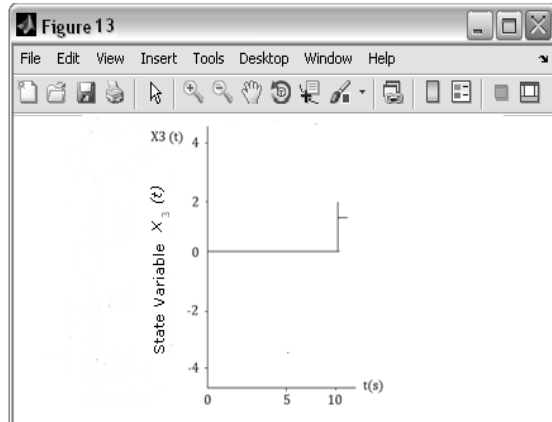 Figure 13
File Edit View Insert Tools Desktop Window Help
X3 (t)
4
2
0
-2
-4
State Variable X3 (t)
0 5 10 t(s)